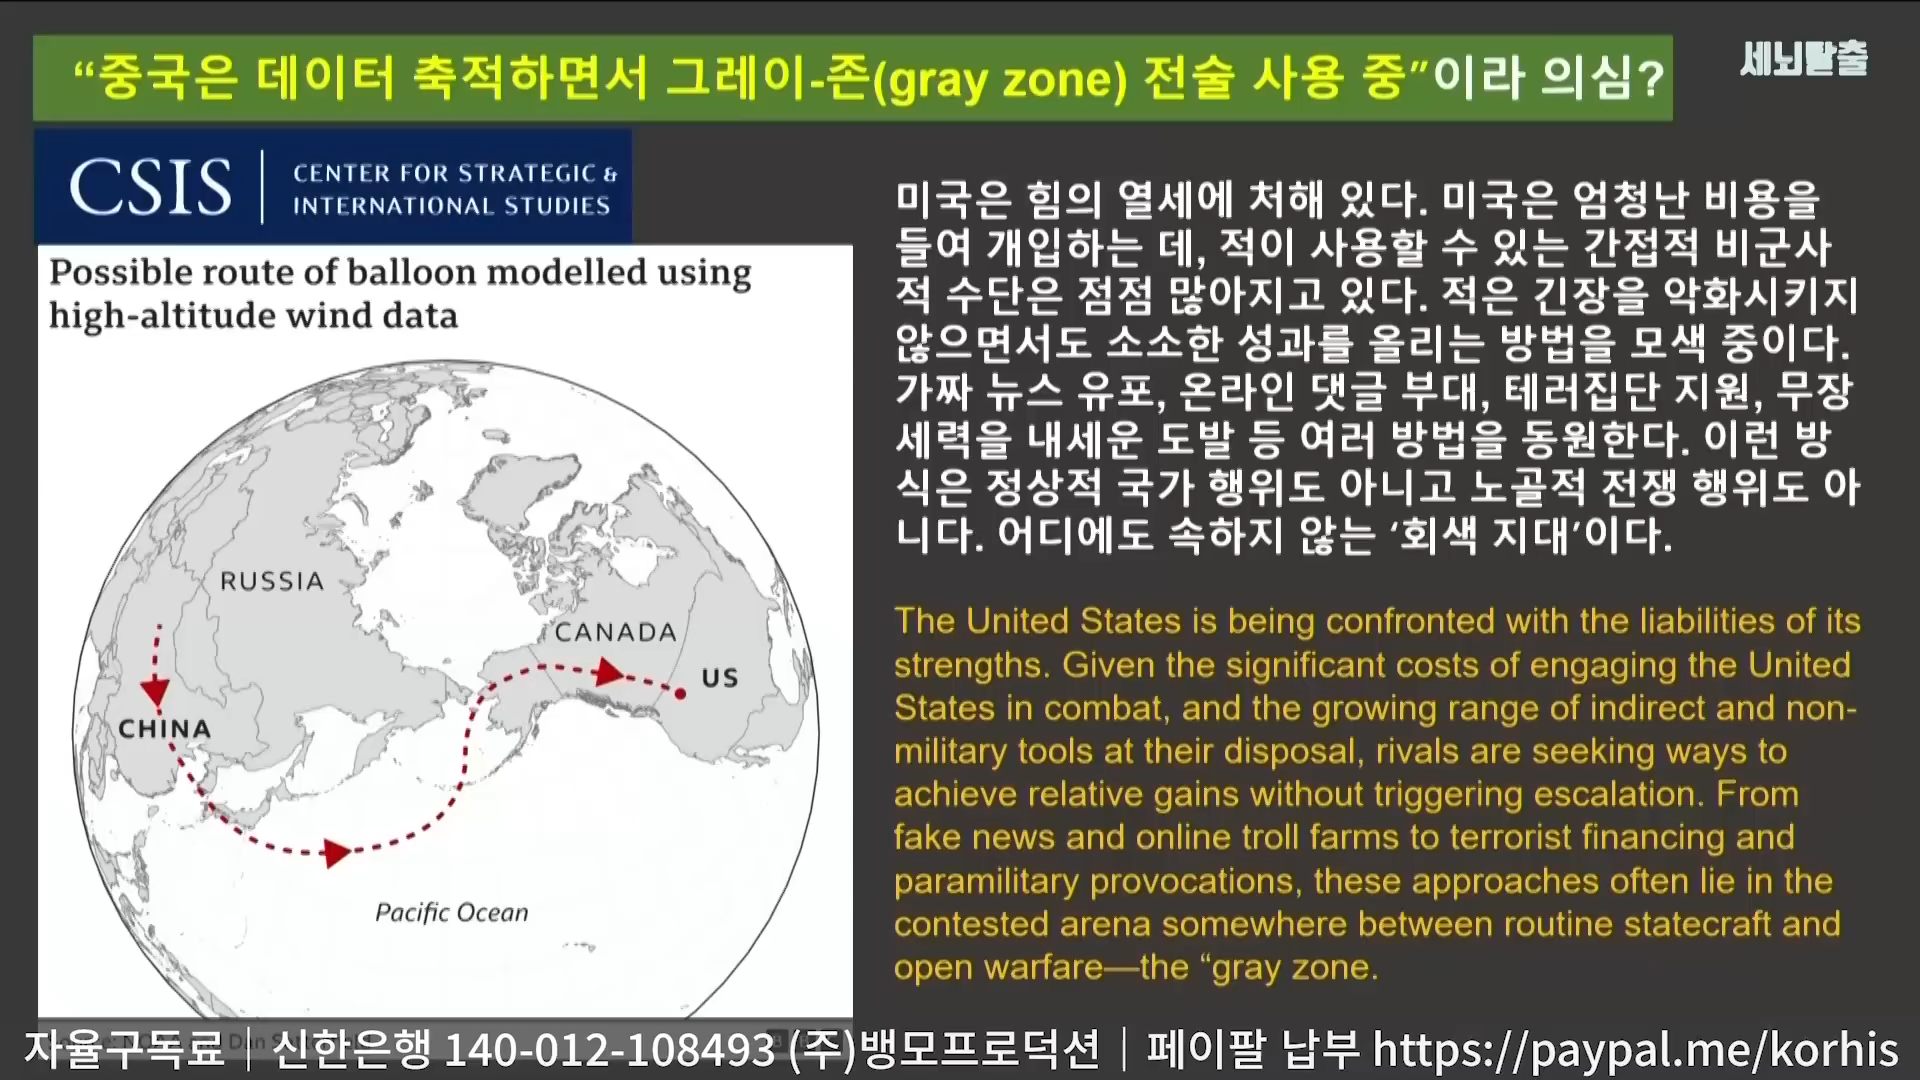 “중국은 데이터 축적하면서 그레이-존(gray zone) 전술 사용 중”이라 의심?
세뇌탈출
CSIS
CENTER FOR STRATEGIC &
INTERNATIONAL STUDIES
Possible route of balloon modelled using
high-altitude wind data
RUSSIA
CANADA
US
CHINA
Pacific Ocean
미국은 힘의 열세에 처해 있다. 미국은 엄청난 비용을
들여 개입하는 데, 적이 사용할 수 있는 간접적 비군사
적 수단은 점점 많아지고 있다. 적은 긴장을 악화시키지
않으면서도 소소한 성과를 올리는 방법을 모색 중이다.
가짜 뉴스 유포, 온라인 댓글 부대, 테러집단 지원, 무장
세력을 내세운 도발 등 여러 방법을 동원한다. 이런 방
식은 정상적 국가 행위도 아니고 노골적 전쟁 행위도 아
니다. 어디에도 속하지 않는 ‘회색 지대’이다.
The United States is being confronted with the liabilities of its
strengths. Given the significant costs of engaging the United
States in combat, and the growing range of indirect and non-
military tools at their disposal, rivals are seeking ways to
achieve relative gains without triggering escalation. From
fake news and online troll farms to terrorist financing and
paramilitary provocations, these approaches often lie in the
contested arena somewhere between routine statecraft and
open warfare—the “gray zone.
자율구독료│신한은행 140-012-108493 (주)뱅모프로덕션│페이팔 납부 https://paypal.me/korhis